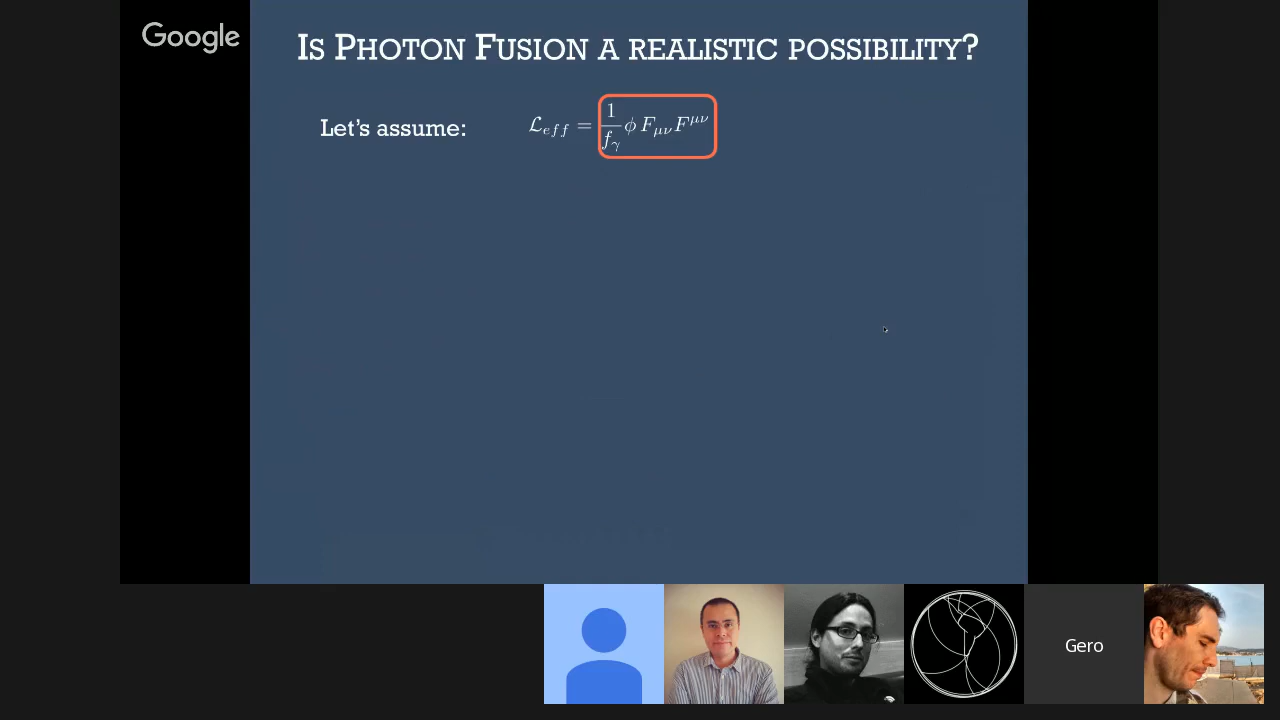 Google
Is Photon Fusion a realistic possibility?
Let's assume: $\mathcal{L}_{eff} = \frac{1}{f_\gamma} \phi F_{\mu\nu} F^{\mu\nu}$
Gero